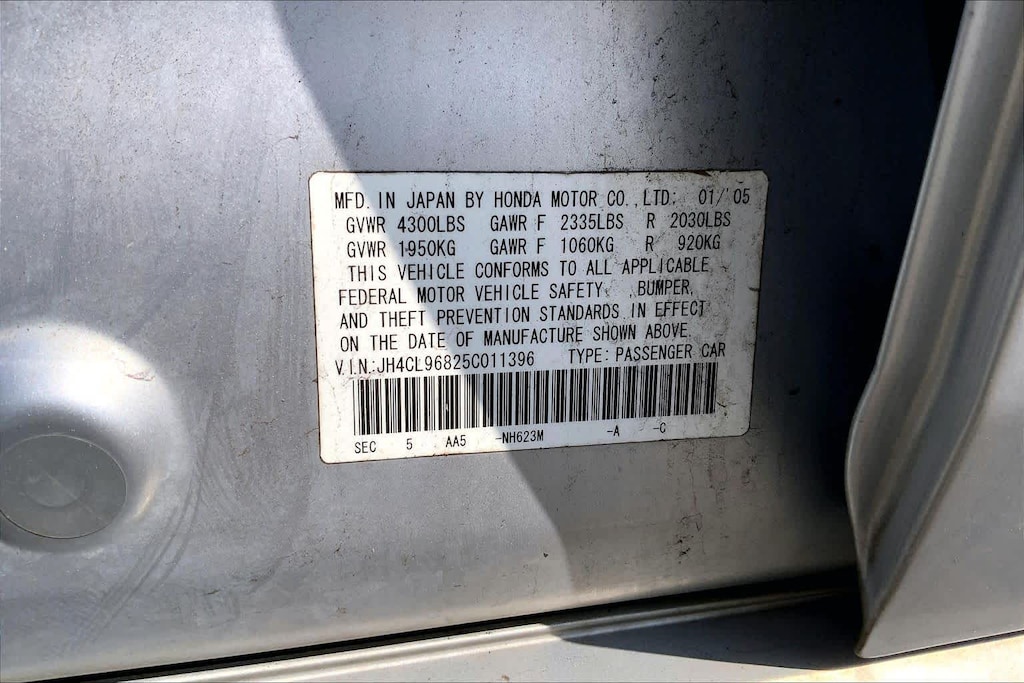 MFD. IN JAPAN BY HONDA MOTOR CO., LTD; 01/'05
GVWR 4300LBS GAWR F 2335LBS R 2030LBS
GVWR 1950KG GAWR F 1060KG R 920KG
THIS VEHICLE CONFORMS TO ALL APPLICABLE
FEDERAL MOTOR VEHICLE SAFETY, BUMPER,
AND THEFT PREVENTION STANDARDS IN EFFECT
ON THE DATE OF MANUFACTURE SHOWN ABOVE.
V.I.N.:JH4CL96825C011396 TYPE: PASSENGER CAR
SEC 5 AA5 -NH623M -A -C